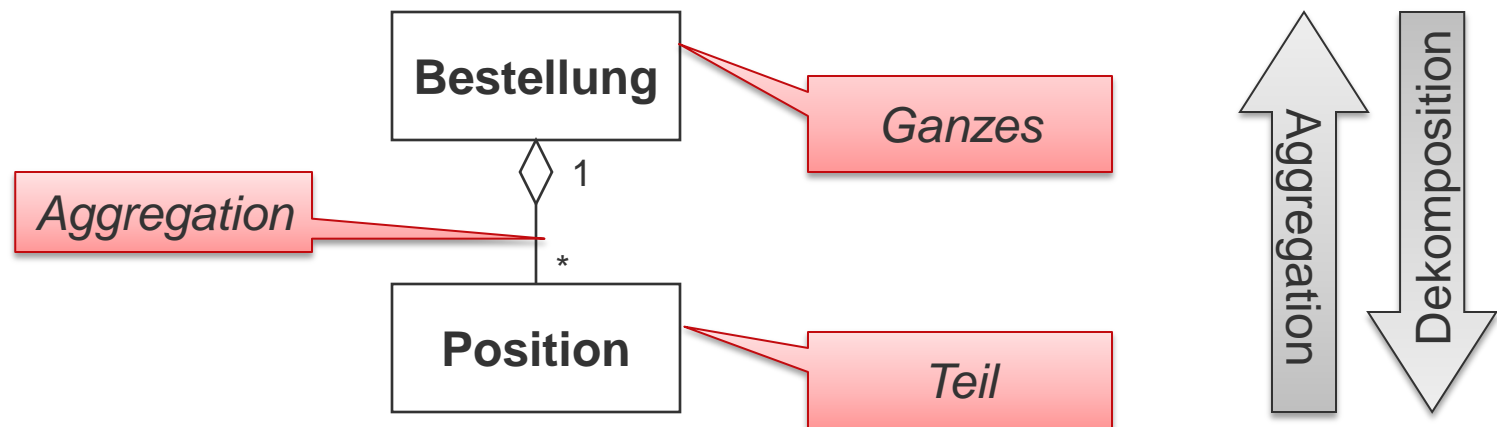 Bestellung
Ganzes
1
Aggregation
*
Position
Teil
Aggregation
Dekomposition